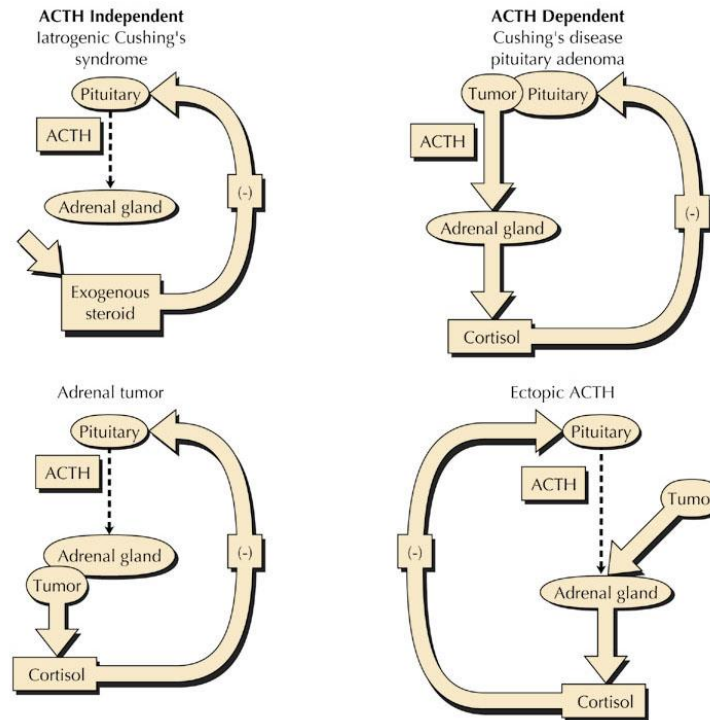 ACTH Independent
Iatrogenic Cushing's
syndrome
Pituitary
ACTH
Adrenal gland
(-)
Exogenous
steroid
ACTH Dependent
Cushing's disease
pituitary adenoma
Tumor
Pituitary
ACTH
Adrenal gland
(-)
Cortisol
Adrenal tumor
Pituitary
ACTH
Adrenal gland
Tumor
(-)
Cortisol
Ectopic ACTH
Pituitary
ACTH
Tumo
(-)
Adrenal gland
Cortisol